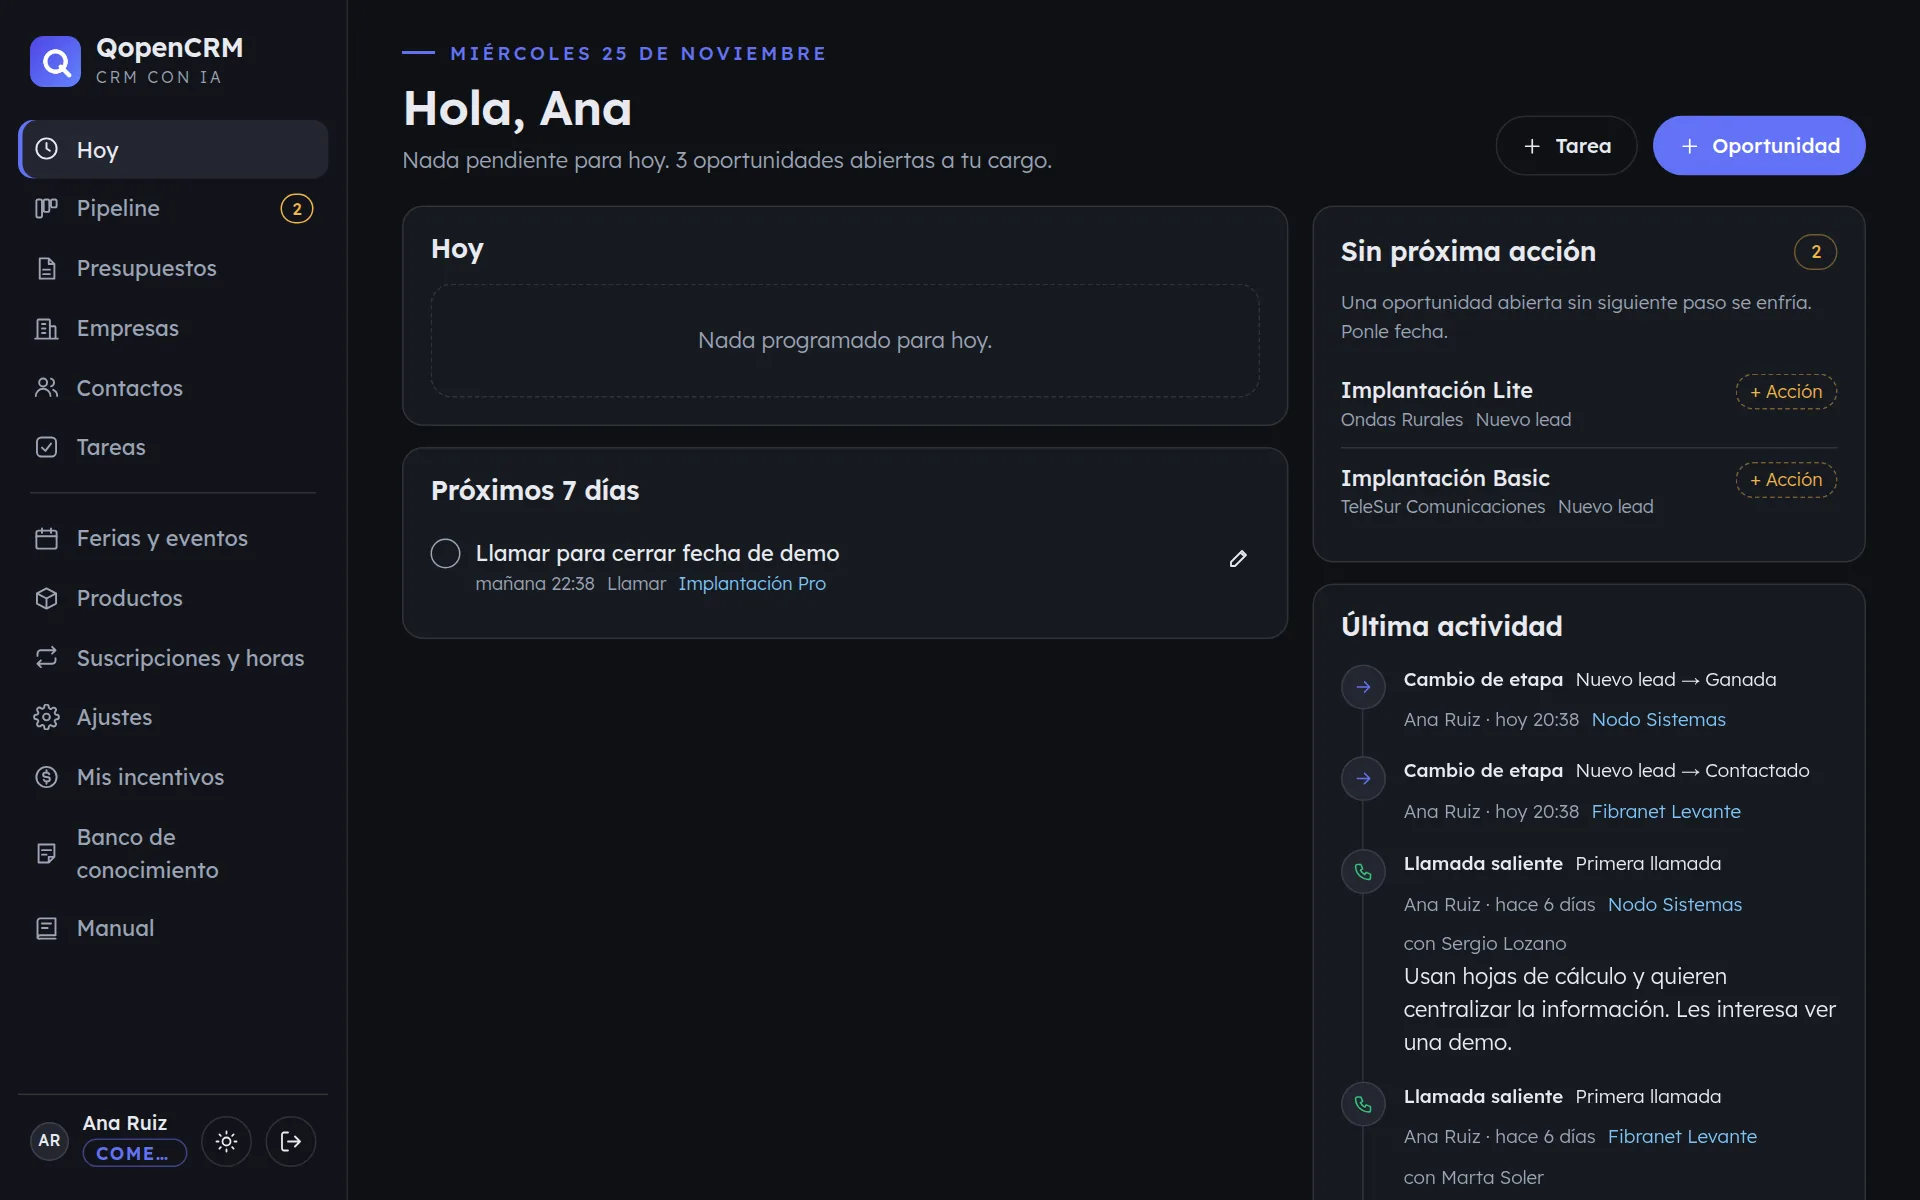 QopenCRM
CRM CON IA
Hoy
Pipeline 2
Presupuestos
Empresas
Contactos
Tareas
Ferias y eventos
Productos
Suscripciones y horas
Ajustes
Mis incentivos
Banco de
conocimiento
Manual
AR
Ana Ruiz
COME...
MIÉRCOLES 25 DE NOVIEMBRE
Hola, Ana
Nada pendiente para hoy. 3 oportunidades abiertas a tu cargo.
+ Tarea
+ Oportunidad
Hoy
Nada programado para hoy.
Próximos 7 días
Llamar para cerrar fecha de demo
mañana 22:38 Llamar Implantación Pro
Sin próxima acción 2
Una oportunidad abierta sin siguiente paso se enfría.
Ponle fecha.
Implantación Lite + Acción
Ondas Rurales Nuevo lead
Implantación Basic + Acción
TeleSur Comunicaciones Nuevo lead
Última actividad
Cambio de etapa Nuevo lead → Ganada
Ana Ruiz · hoy 20:38 Nodo Sistemas
Cambio de etapa Nuevo lead → Contactado
Ana Ruiz · hoy 20:38 Fibranet Levante
Llamada saliente Primera llamada
Ana Ruiz · hace 6 días Nodo Sistemas
con Sergio Lozano
Usan hojas de cálculo y quieren
centralizar la información. Les interesa ver
una demo.
Llamada saliente Primera llamada
Ana Ruiz · hace 6 días Fibranet Levante
con Marta Soler